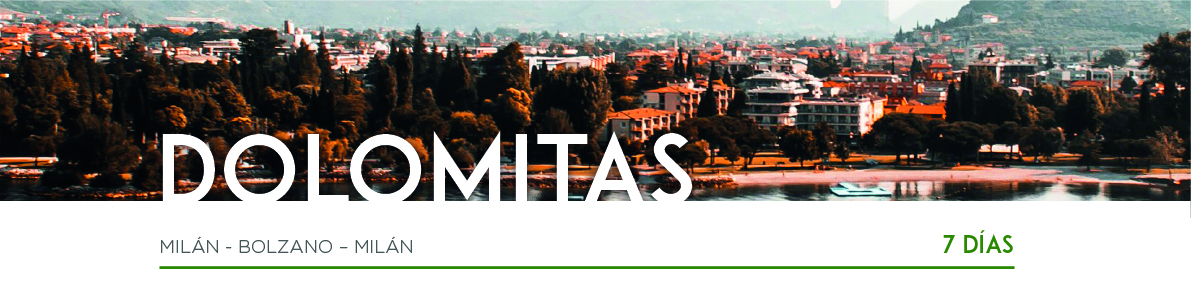 DOLOMITAS
MILÁN - BOLZANO – MILÁN
7 DÍAS